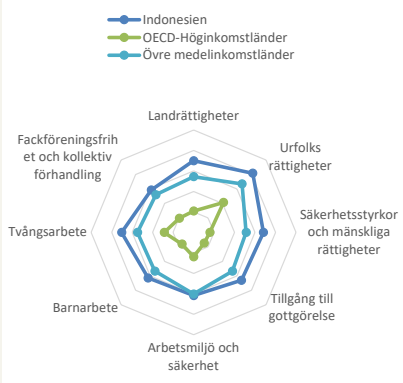 Indonesien
OECD-Höginkomstländer
Övre medelinkomstländer
Landrättigheter
Urfolks
rättigheter
Säkerhetsstyrkor
och mänskliga
rättigheter
Tillgång till
gottgörelse
Arbetsmiljö och
säkerhet
Barnarbete
Tvångsarbete
Fackföreningsfrih
et och kollektiv
förhandling